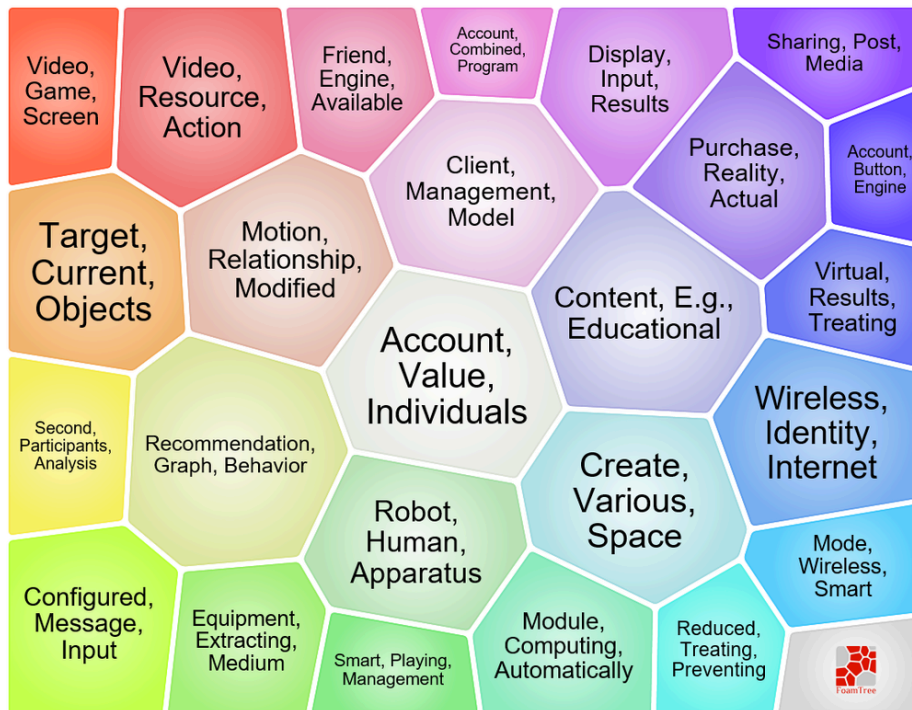 Video,
Game,
Screen
Video,
Resource,
Action
Friend,
Engine,
Available
Account,
Combined,
Program
Display,
Input,
Results
Sharing, Post,
Media
Client,
Management,
Model
Purchase,
Reality,
Actual
Account,
Button,
Engine
Target,
Current,
Objects
Motion,
Relationship,
Modified
Content, E.g.,
Educational
Virtual,
Results,
Treating
Account,
Value,
Individuals
Wireless,
Identity,
Internet
Second,
Participants,
Analysis
Recommendation,
Graph, Behavior
Create,
Various,
Space
Robot,
Human,
Apparatus
Mode,
Wireless,
Smart
Configured,
Message,
Input
Equipment,
Extracting,
Medium
Smart, Playing,
Management
Module,
Computing,
Automatically
Reduced,
Treating,
Preventing
FoamTree